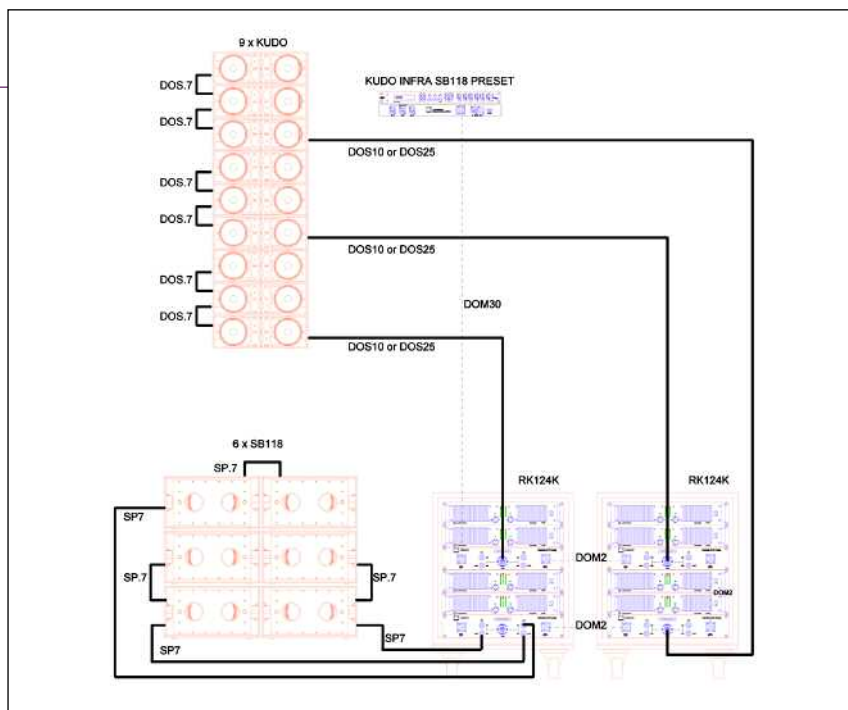 9 x KUDO
KUDO INFRA SB118 PRESET
DOS.7
DOS.7
DOS10 or DOS25
DOS.7
DOS.7
DOS10 or DOS25
DOS.7
DOM30
DOS.7
DOS10 or DOS25
6 x SB118
SP.7
RK124K
RK124K
SP7
DOM2
SP.7
SP.7
DOM2
DOM2
SP7
SP7